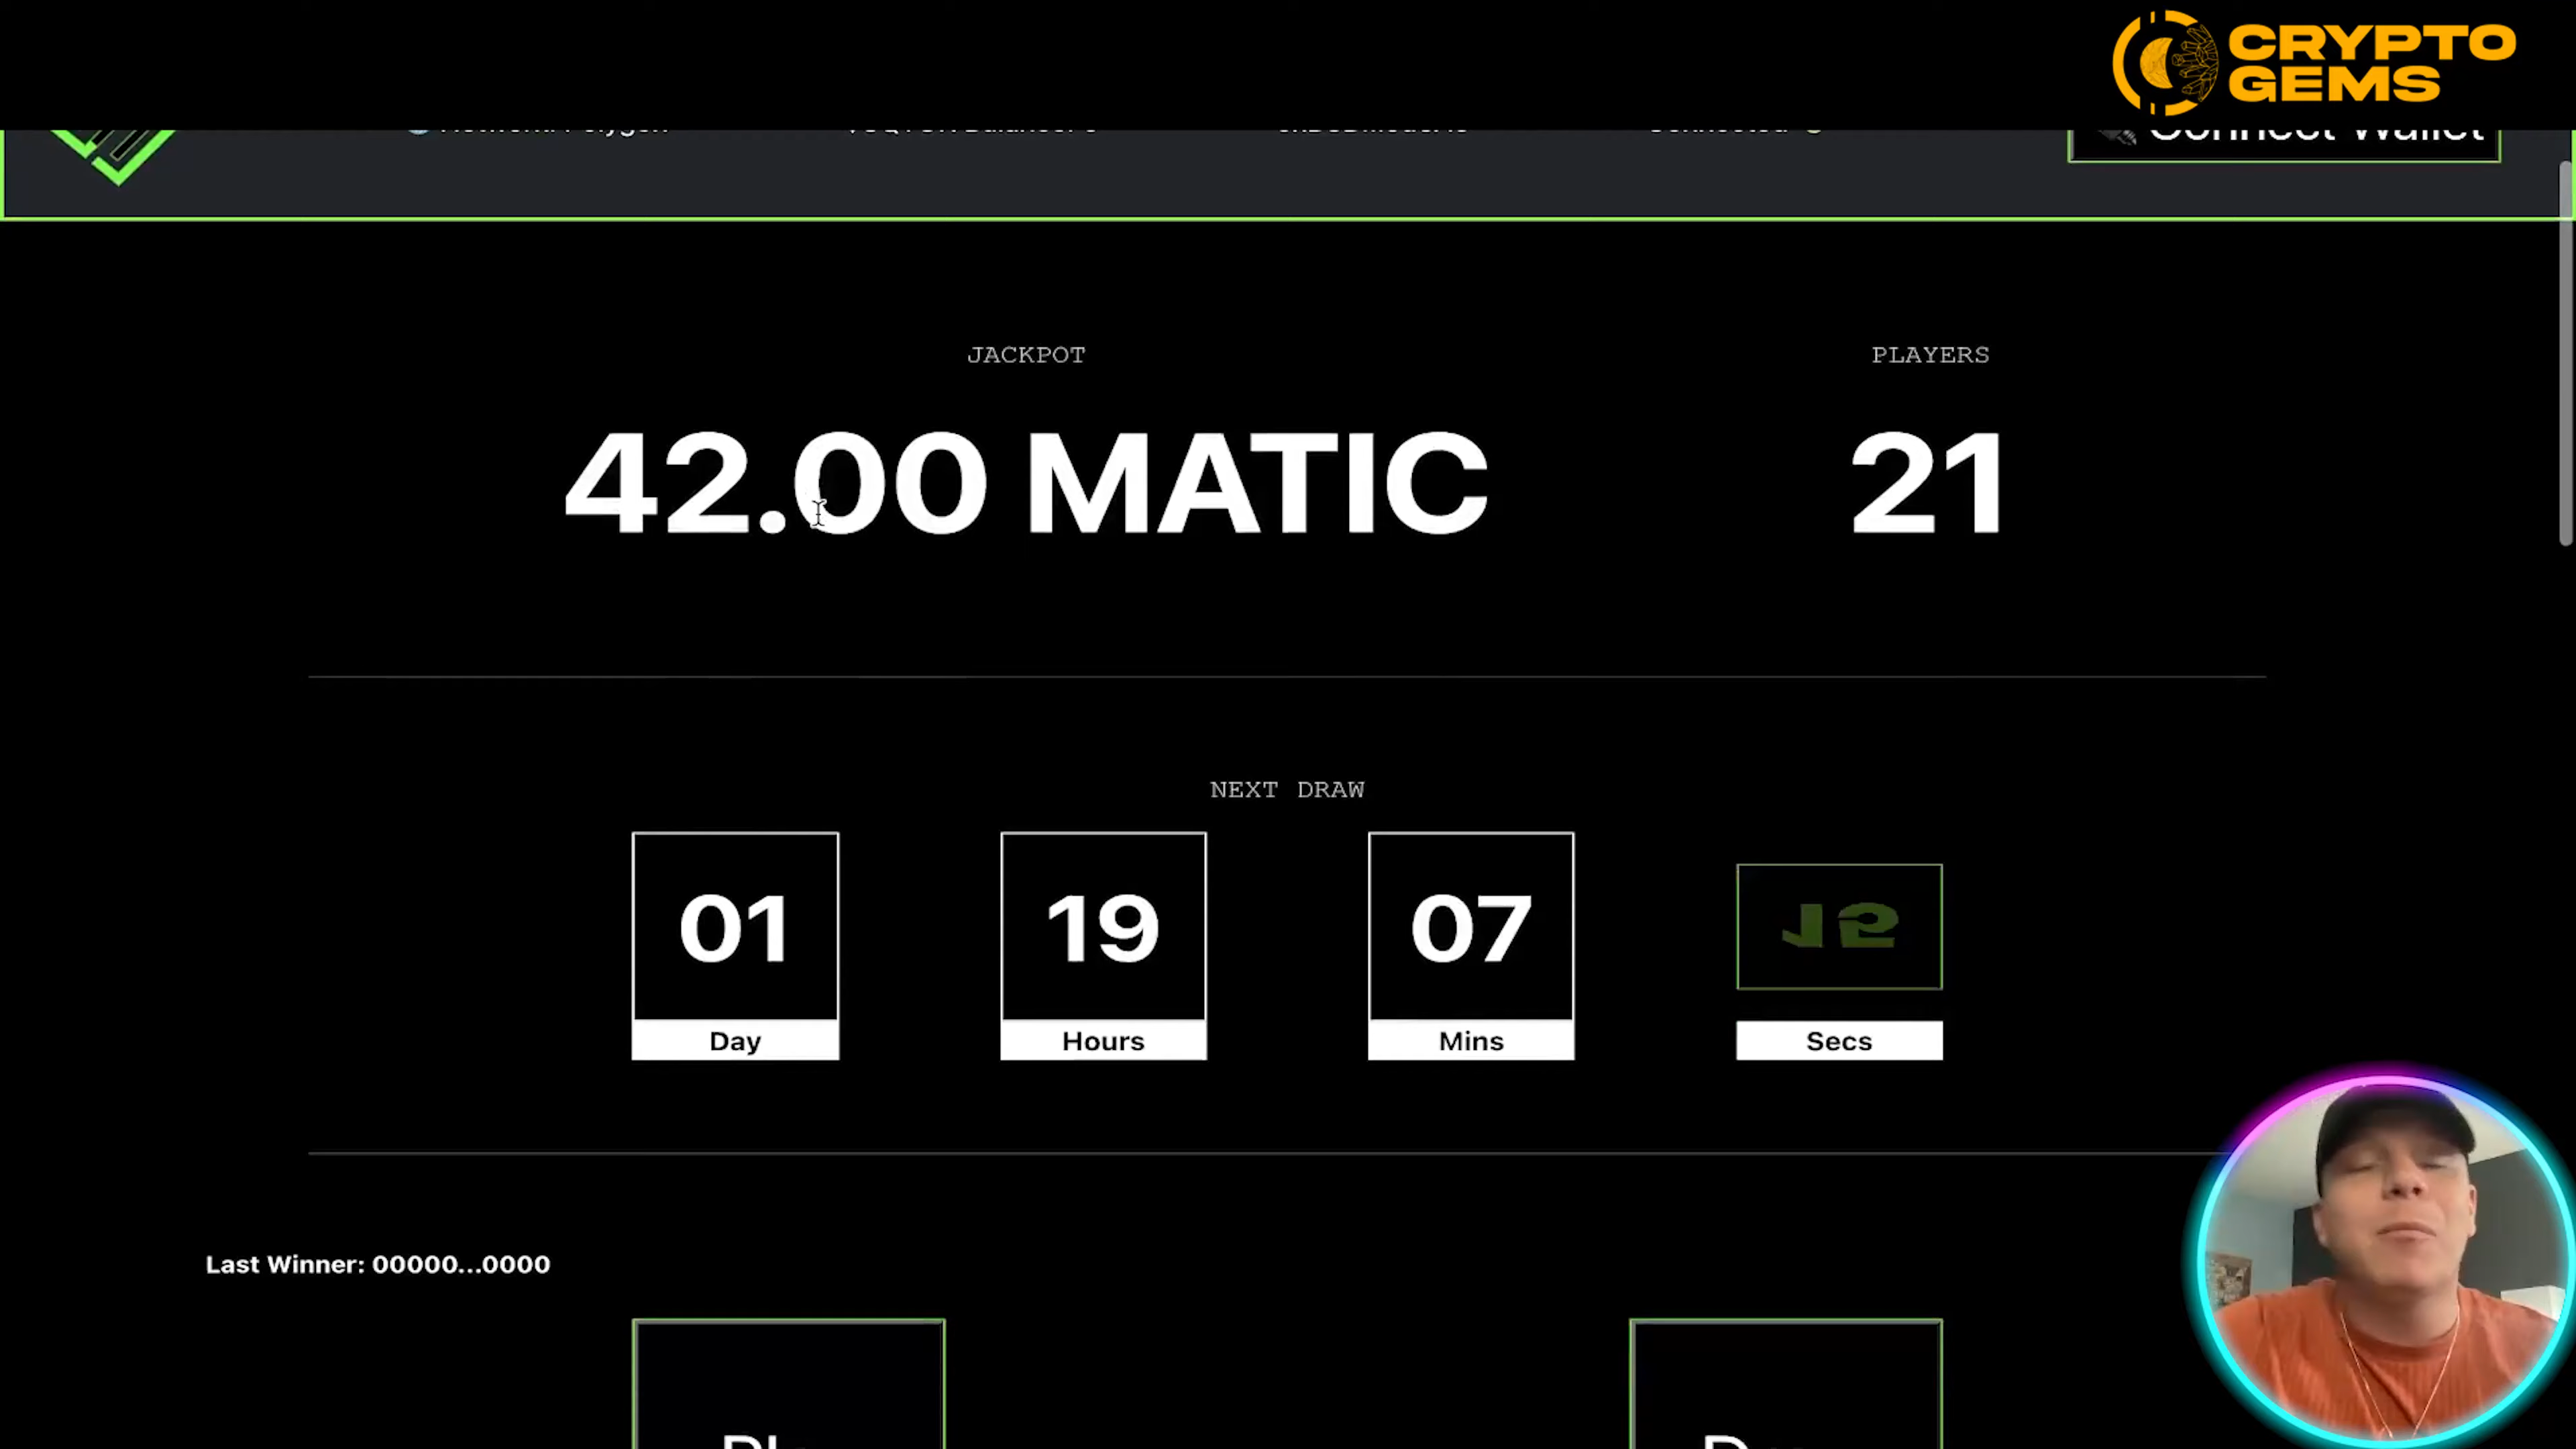 CRYPTO
GEMS
Connect Wallet
JACKPOT
PLAYERS
42.00 MATIC
21
NEXT DRAW
01
19
07
Day
Hours
Mins
Secs
Last Winner: 00000...0000